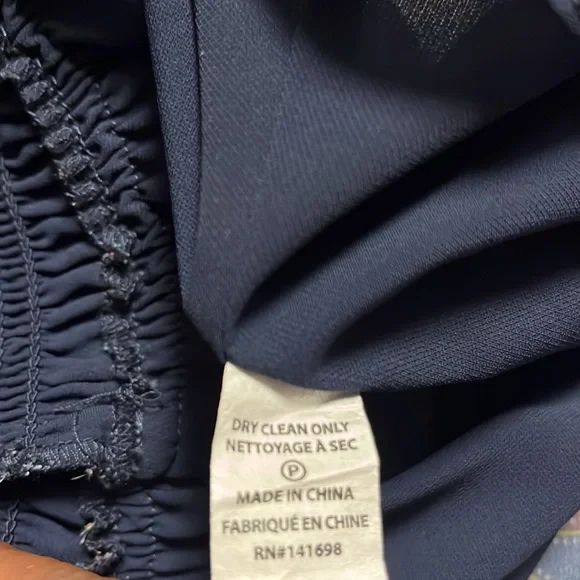 DRY CLEAN ONLY
NETTOYAGE À SEC
P
MADE IN CHINA
FABRIQUÉ EN CHINE
RN#141698